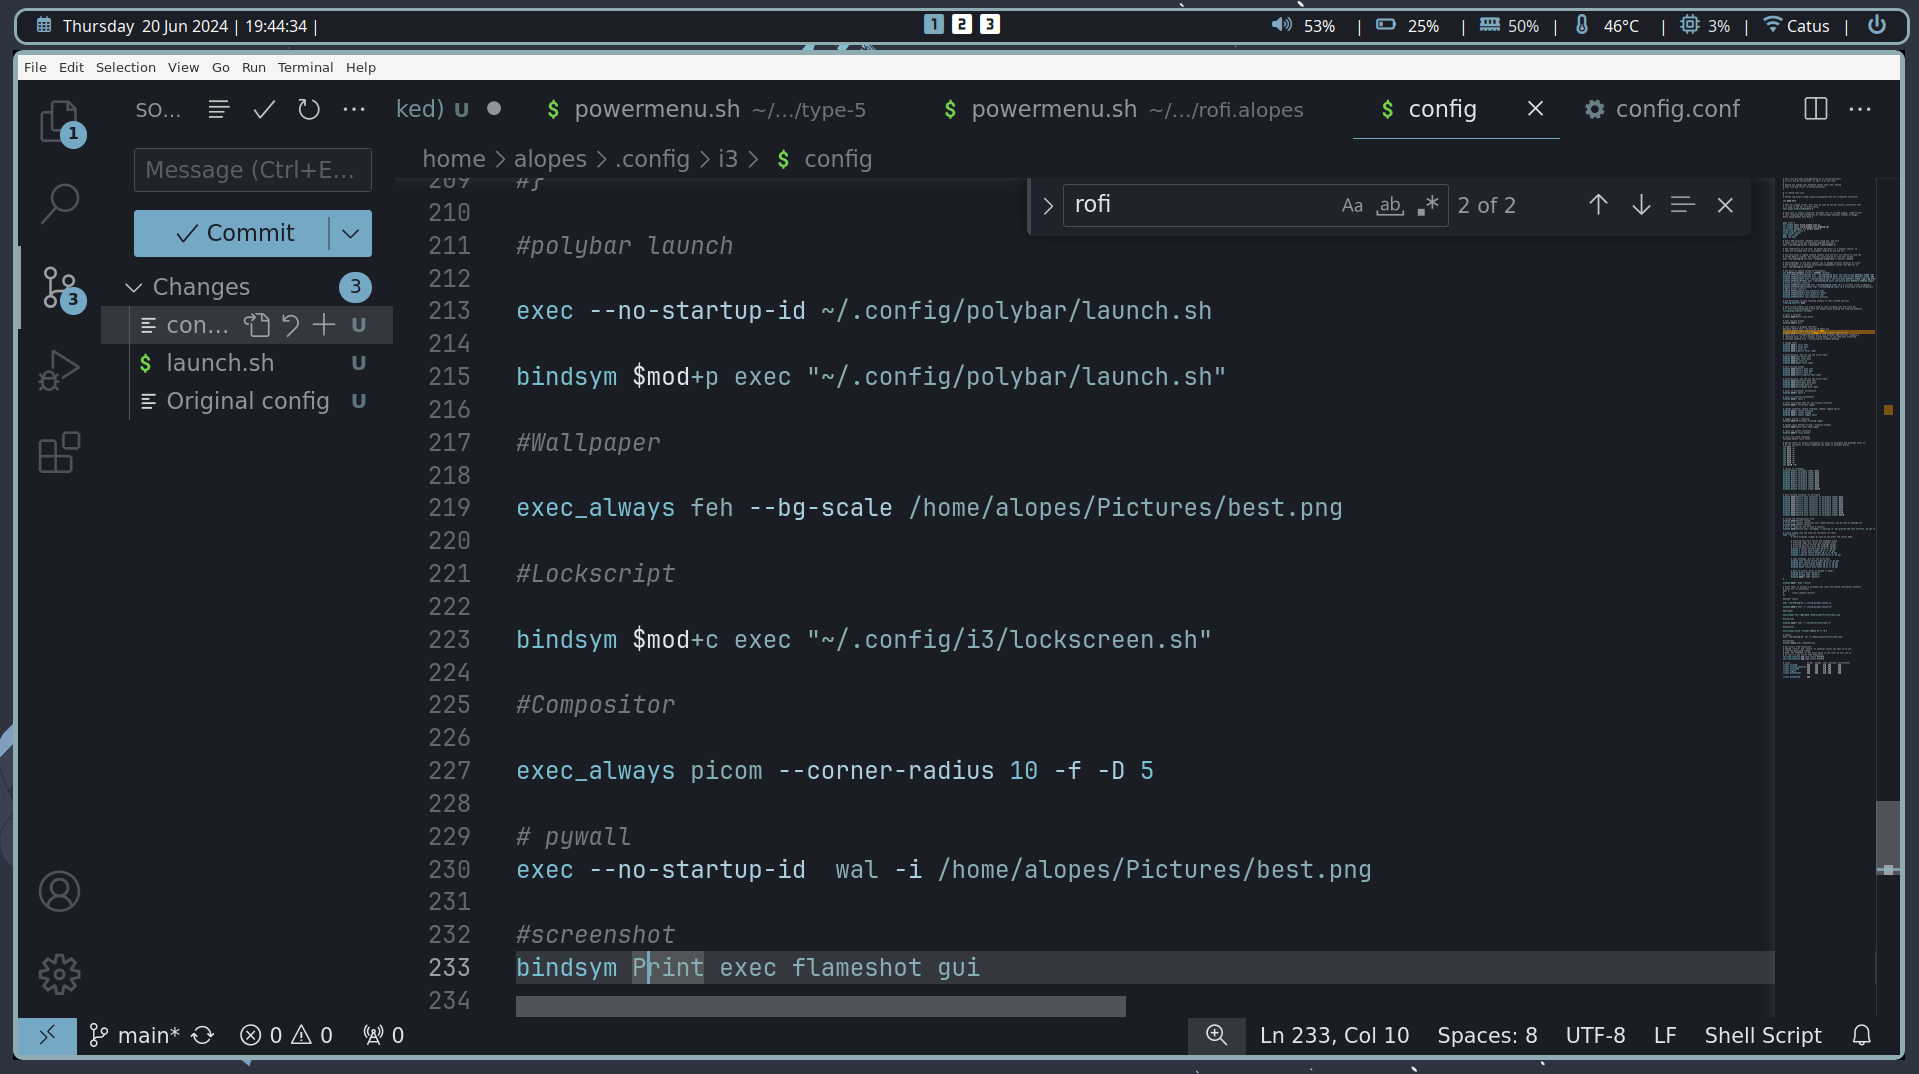 Thursday 20 Jun 2024 | 19:44:34 |
1 2 3
53% | 25% | 50% | 46°C | 3% | Catus |
File Edit Selection View Go Run Terminal Help
SO... ked) U powermenu.sh ~/.../type-5 powermenu.sh ~/.../rofi.alopes config config.conf
1
home > alopes > .config > i3 > $ config
Message (Ctrl+E...
rofi Aa ab .* 2 of 2
Commit
Changes 3
3
con... U
$ launch.sh U
Original config U
209 #}
210
211 #polybar launch
212
213 exec --no-startup-id ~/.config/polybar/launch.sh
214
215 bindsym $mod+p exec "~/.config/polybar/launch.sh"
216
217 #Wallpaper
218
219 exec_always feh --bg-scale /home/alopes/Pictures/best.png
220
221 #Lockscript
222
223 bindsym $mod+c exec "~/.config/i3/lockscreen.sh"
224
225 #Compositor
226
227 exec_always picom --corner-radius 10 -f -D 5
228
229 # pywall
230 exec --no-startup-id  wal -i /home/alopes/Pictures/best.png
231
232 #screenshot
233 bindsym Print exec flameshot gui
234
main* 0 0 0 Ln 233, Col 10 Spaces: 8 UTF-8 LF Shell Script